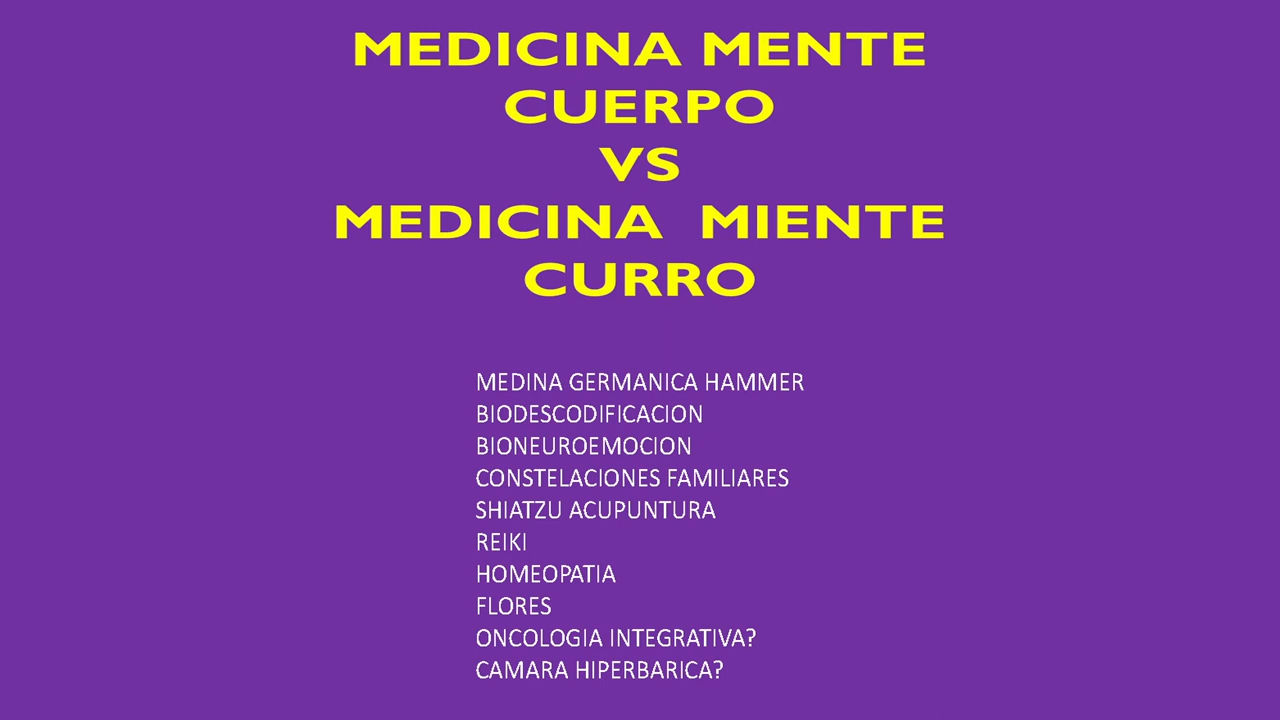 MEDICINA MENTE
CUERPO
VS
MEDICINA MIENTE
CURRO
MEDINA GERMANICA HAMMER
BIODESCODIFICACION
BIONEUROEMOCION
CONSTELACIONES FAMILIARES
SHIATZU ACUPUNTURA
REIKI
HOMEOPATIA
FLORES
ONCOLOGIA INTEGRATIVA?
CAMARA HIPERBARICA?